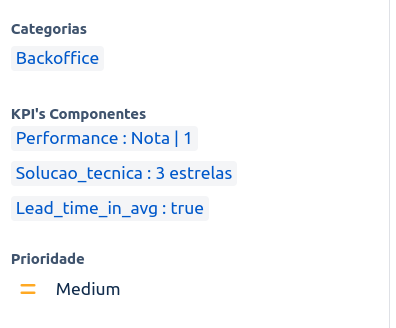 Categorias
Backoffice
KPI's Componentes
Performance : Nota | 1
Solucao_tecnica : 3 estrelas
Lead_time_in_avg : true
Prioridade
Medium